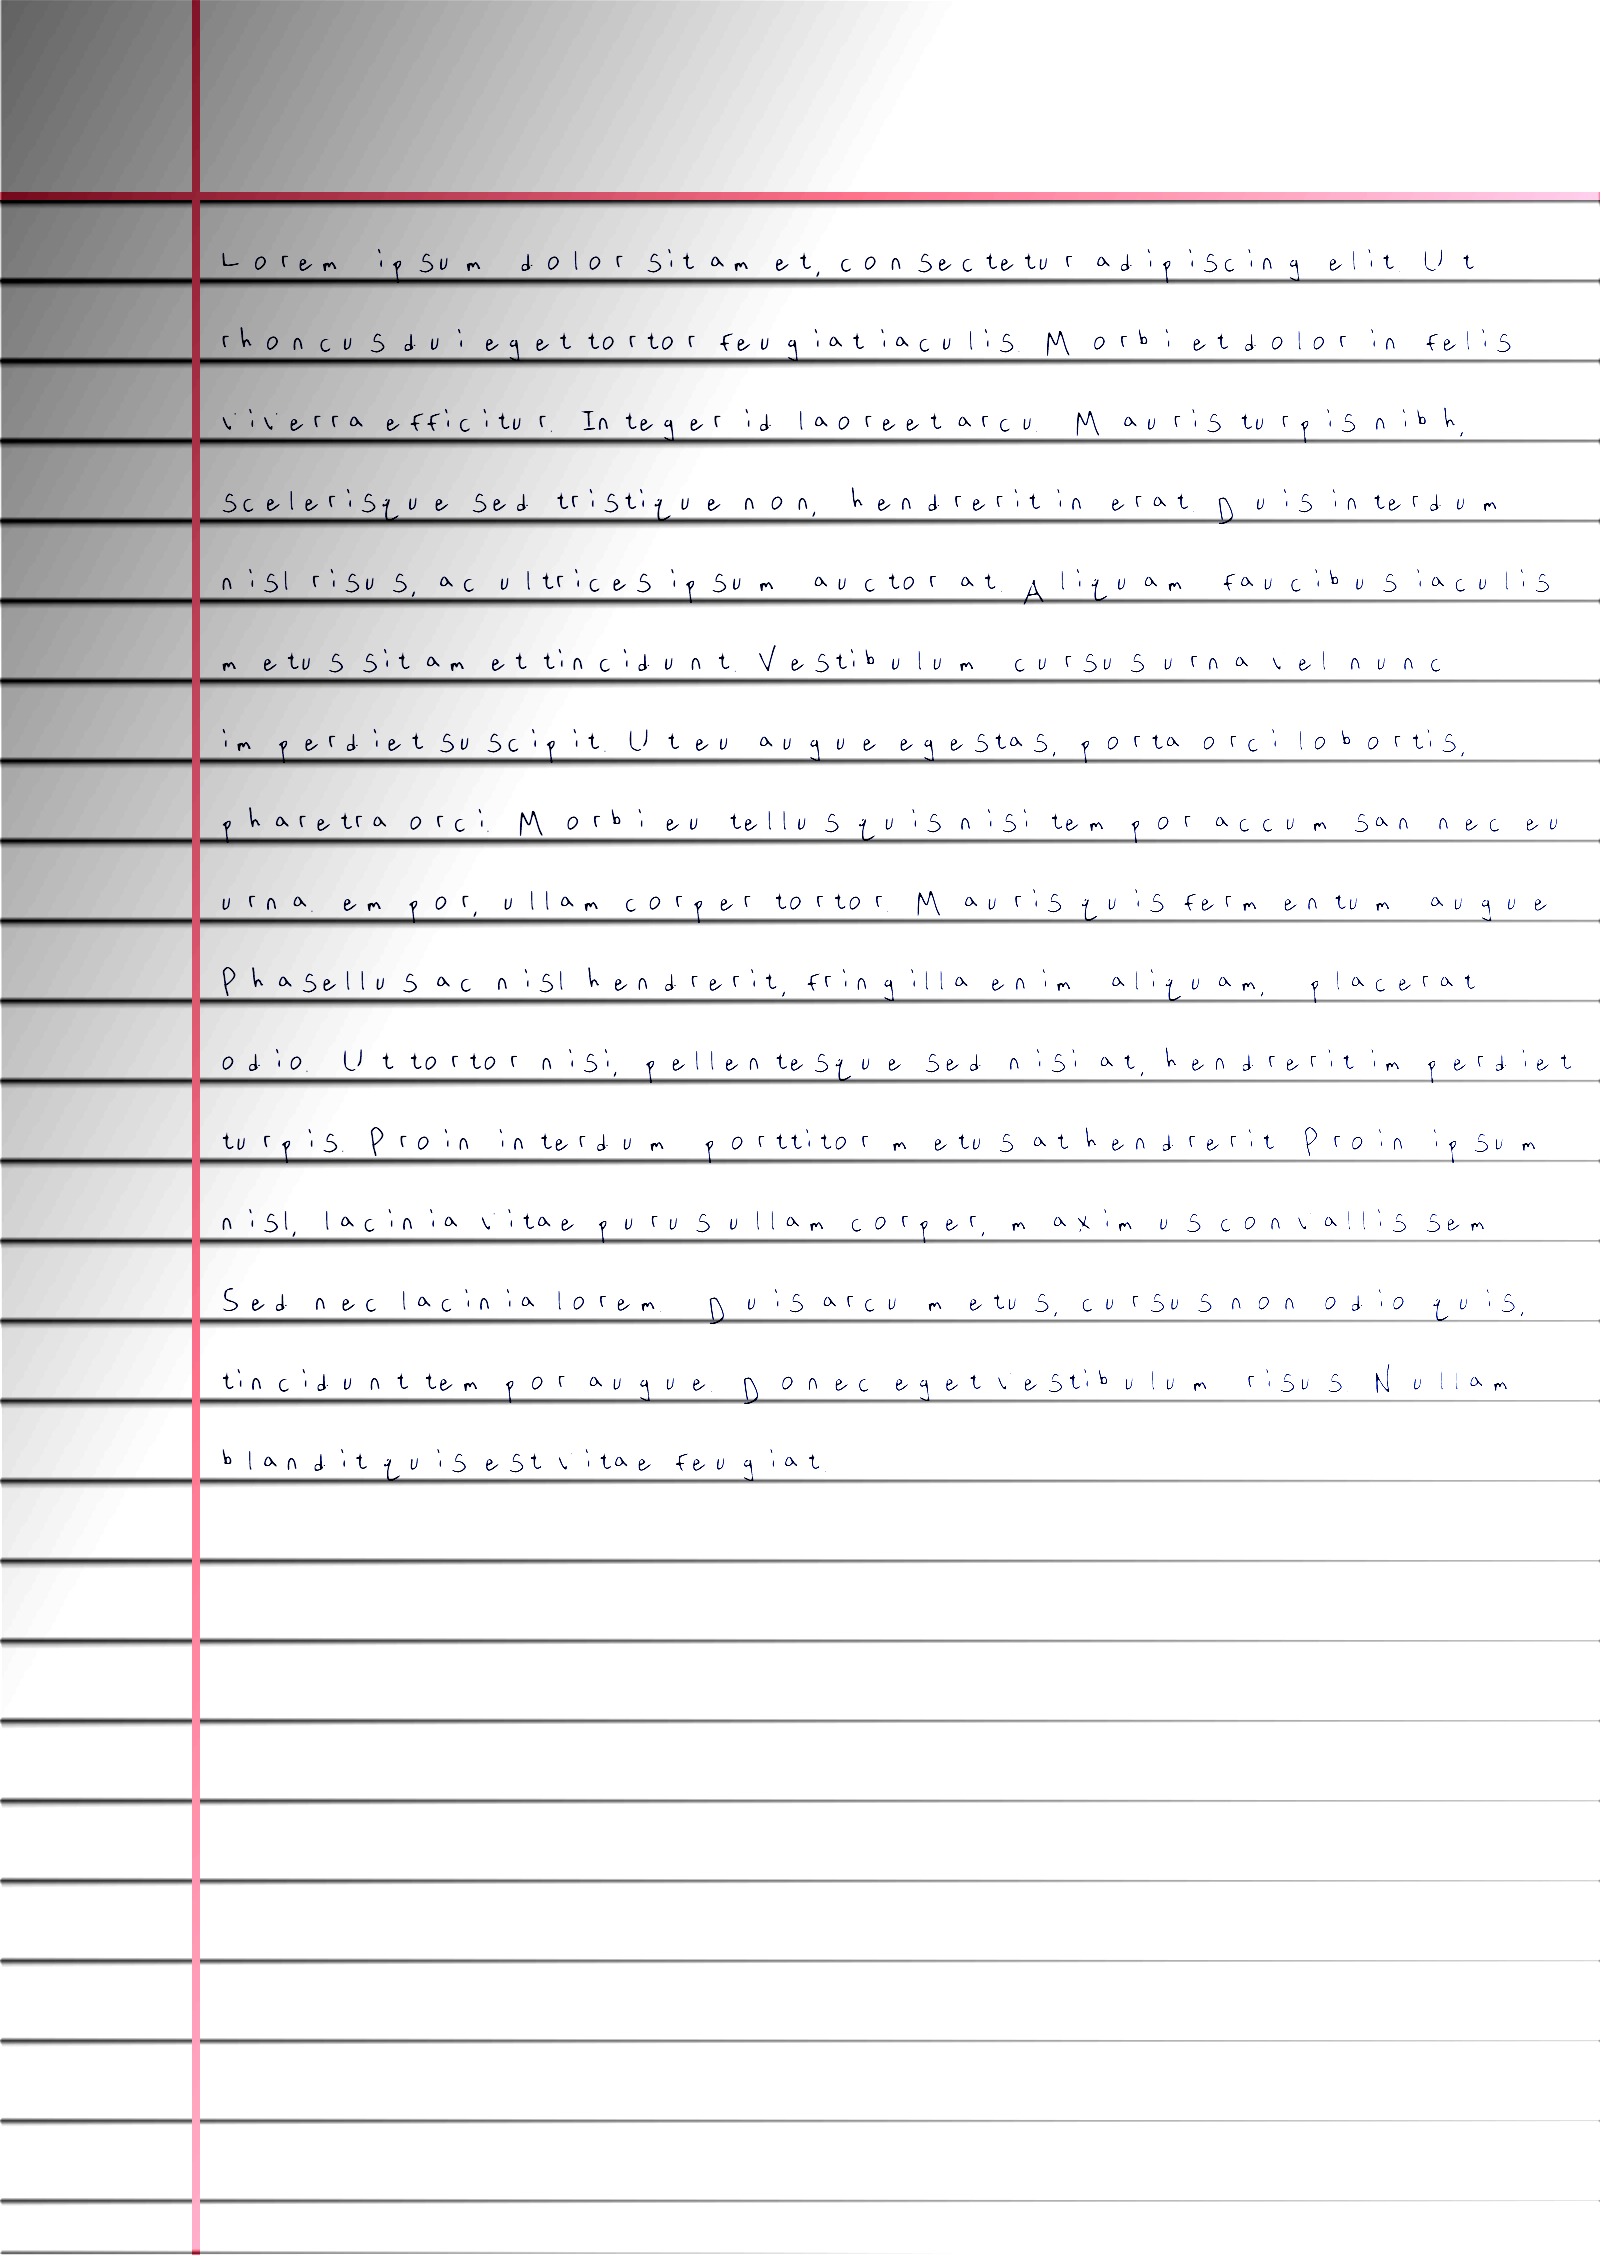 Lorem ipsum dolor sit amet, consectetur adipiscing elit. Ut
rhoncus dui eget tortor feugiat iaculis. Morbi et dolor in felis
viverra efficitur. Integer id laoreet arcu. Mauris turpis nibh,
scelerisque sed tristique non, hendrerit in erat. Duis interdum
nisl risus, ac ultrices ipsum auctor at. Aliquam faucibus iaculis
metus sit amet tincidunt. Vestibulum cursus urna vel nunc
imperdiet suscipit. Ut eu augue egestas, porta orci lobortis,
pharetra orci. Morbi eu tellus quis nisi tempor accumsan nec eu
urna. empor, ullamcorper tortor. Mauris quis fermentum augue
Phasellus ac nisl hendrerit, fringilla enim aliquam, placerat
odio. Ut tortor nisi, pellentesque sed nisi at, hendrerit imperdiet
turpis. Proin interdum porttitor metus at hendrerit Proin ipsum
nisl, lacinia vitae purus ullamcorper, maximus convallis sem
Sed nec lacinia lorem. Duis arcu metus, cursus non odio quis,
tincidunt tempor augue. Donec eget vestibulum risus Nullam
blandit quis est vitae feugiat.